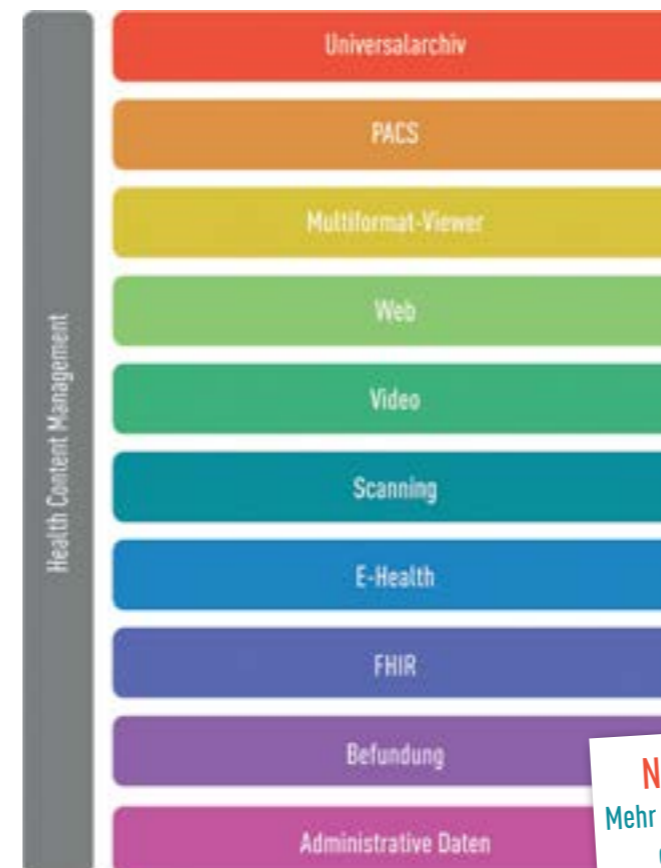 Health Content Management
Universalarchiv
PACS
Multiformat-Viewer
Web
Video
Scanning
E-Health
FHIR
Befundung
Administrative Daten
Mehr